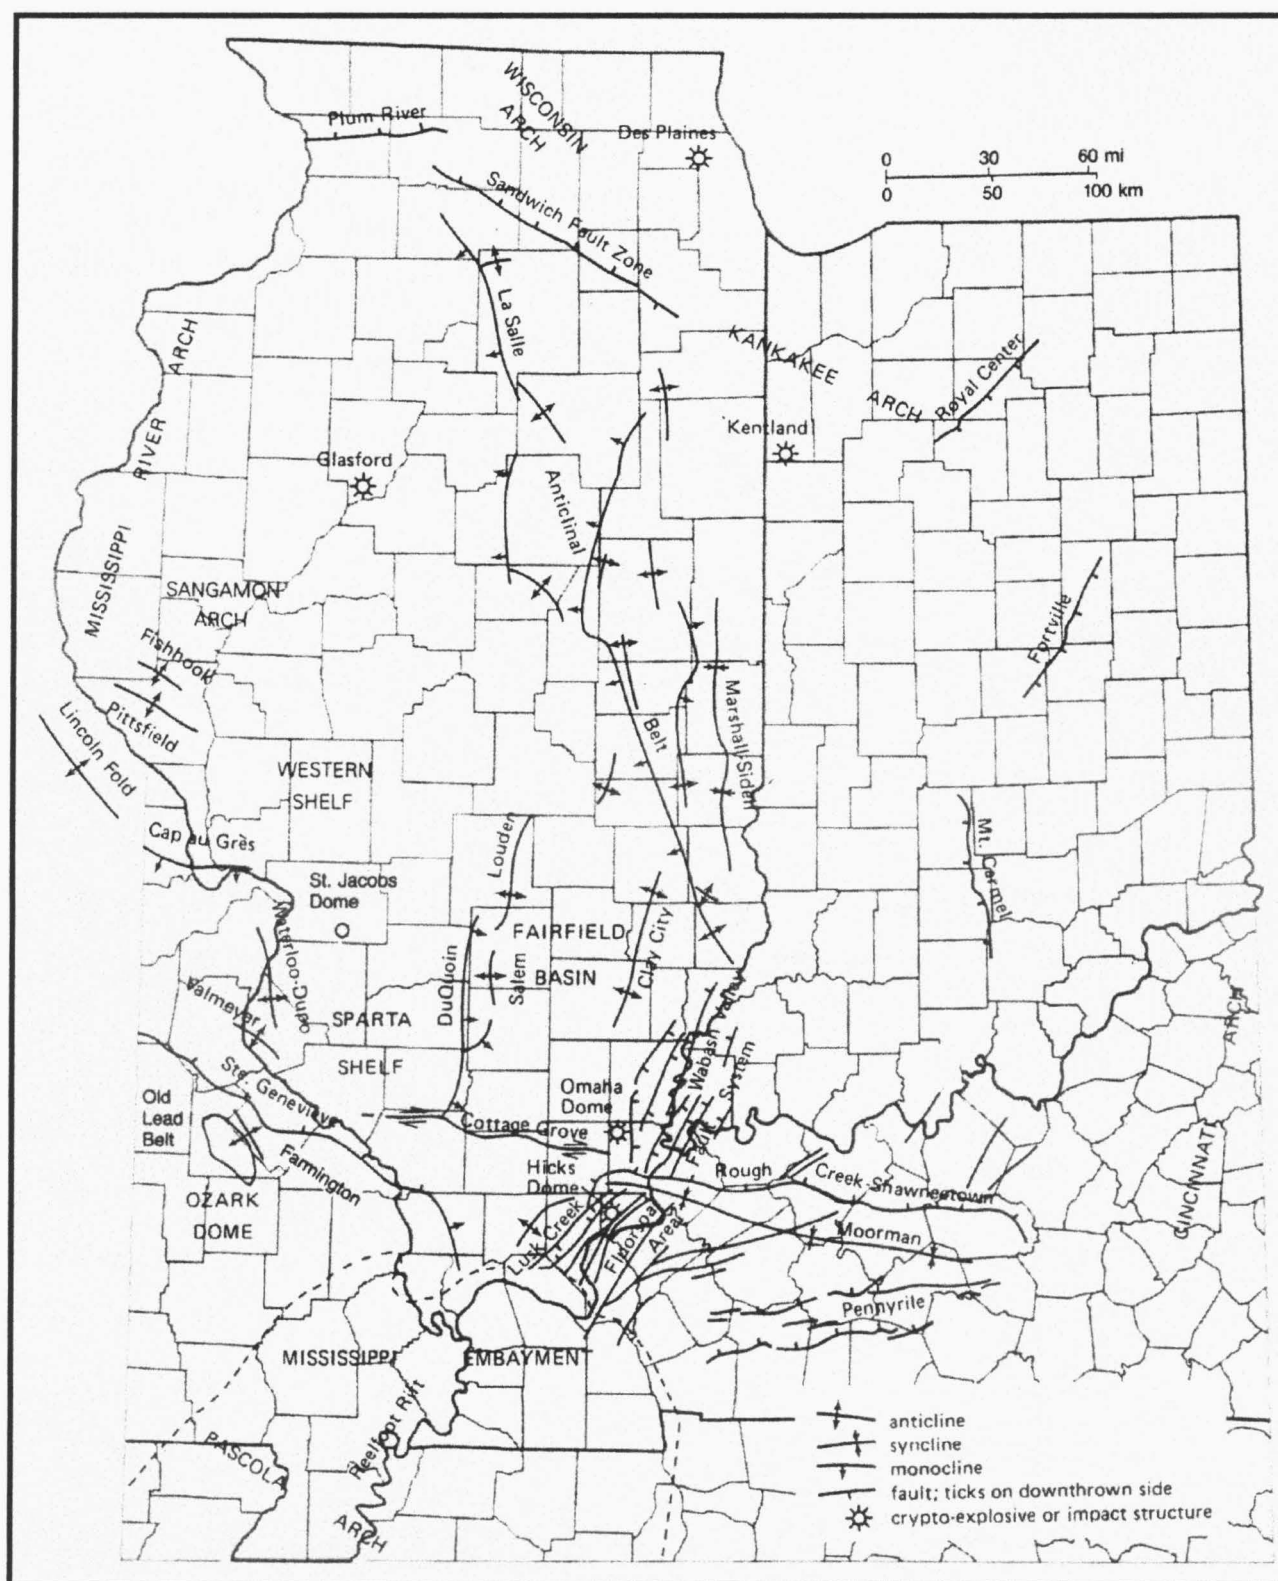 WISCONSIN
ARCH
Plum River
Des Plaines
0 30 60 mi
0 50 100 km
Sandwich Fault Zone
La Salle
KANKAKEE
ARCH
Royal Center
Kentland
MISSISSIPPI
RIVER
ARCH
Glasford
Anticlinal
SANGAMON
ARCH
Fishhook
Pittsfield
Lincoln Fold
Fortville
Belt
Marshall-Sidell
WESTERN
SHELF
Cap au Grès
Louden
Mt. Carmel
St. Jacobs
Dome
Waterloo-Dupo
FAIRFIELD
BASIN
Clay City
DuQuoin
Salem
Valmeyer
SPARTA
SHELF
Wabash Valley
Fault System
Old
Lead
Belt
Ste. Genevieve
Omaha
Dome
Cottage Grove
Farmington
Hicks
Dome
Rough
Creek-Shawneetown
CINCINNATI
ARCH
OZARK
DOME
Lusk Creek
Fluorspar
Area
Moorman
Pennyrile
MISSISSIPPI
EMBAYMEN
Reelfoot Rift
PASCOLA
ARCH
anticline
syncline
monocline
fault; ticks on downthrown side
crypto-explosive or impact structure